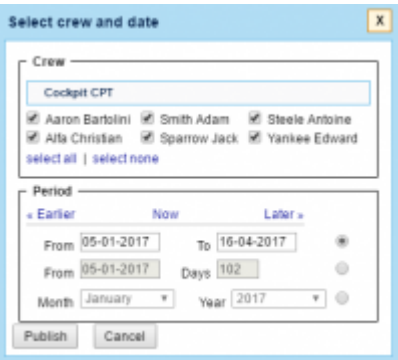 Select crew and date X
Crew
Cockpit CPT
Aaron Bartolini Smith Adam Steele Antoine
Alfa Christian Sparrow Jack Yankee Edward
select all | select none
Period
« Earlier Now Later »
From 05-01-2017 To 16-04-2017
From 05-01-2017 Days 102
Month January Year 2017
Publish Cancel